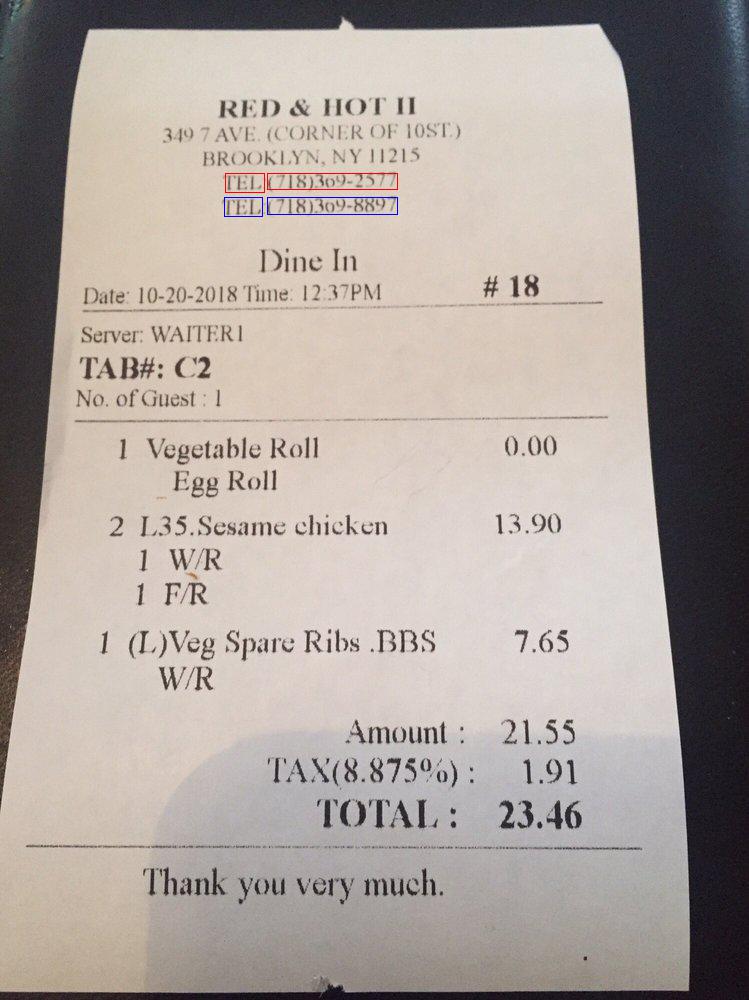 RED & HOT II
349 7 AVE. (CORNER OF 10ST.)
BROOKLYN, NY 11215
TEL (718)369-2577
TEL (718)369-8897
Dine In
Date: 10-20-2018 Time: 12:37PM # 18
Server: WAITER1
TAB#: C2
No. of Guest : 1
1 Vegetable Roll 0.00
Egg Roll
2 L35.Sesame chicken 13.90
1 W/R
1 F/R
1 (L)Veg Spare Ribs .BBS 7.65
W/R
Amount : 21.55
TAX(8.875%) : 1.91
TOTAL : 23.46
Thank you very much.